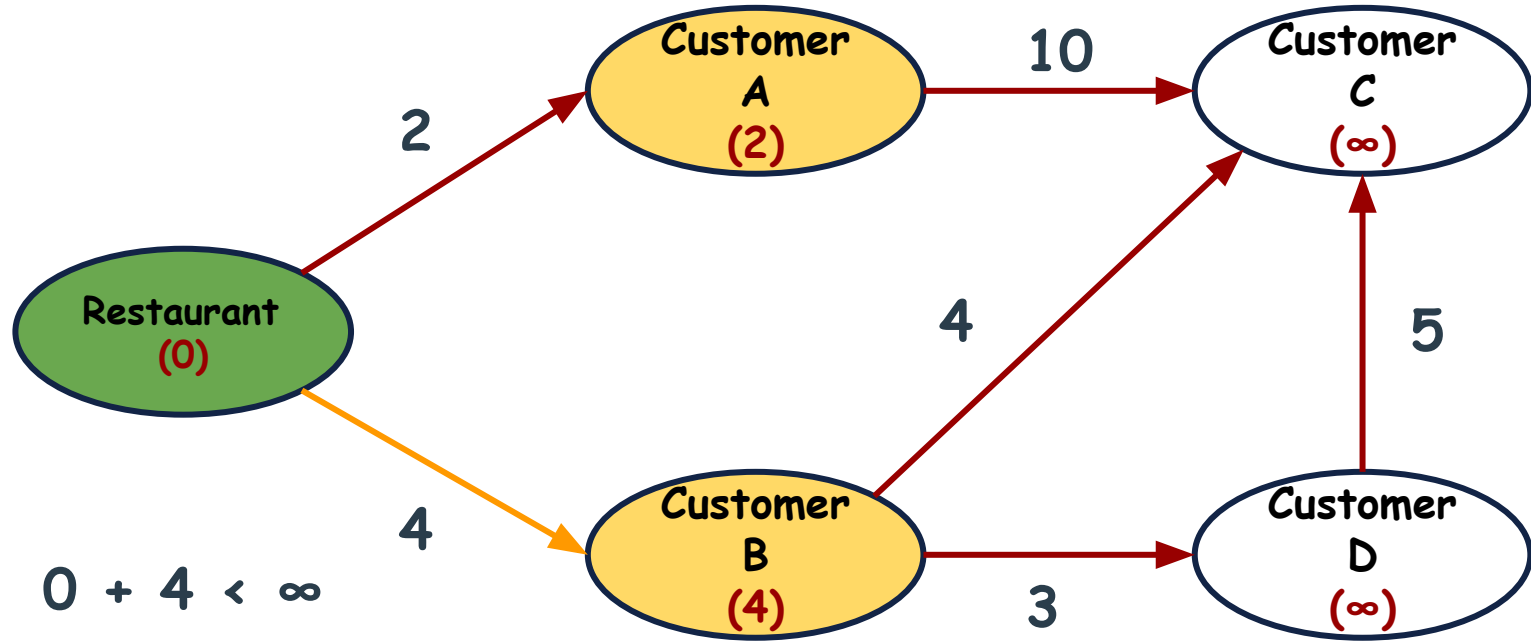 Customer
A
(2)
10
Customer
C
(∞)
2
Restaurant
(0)
4
5
4
0 + 4 < ∞
Customer
B
(4)
3
Customer
D
(∞)